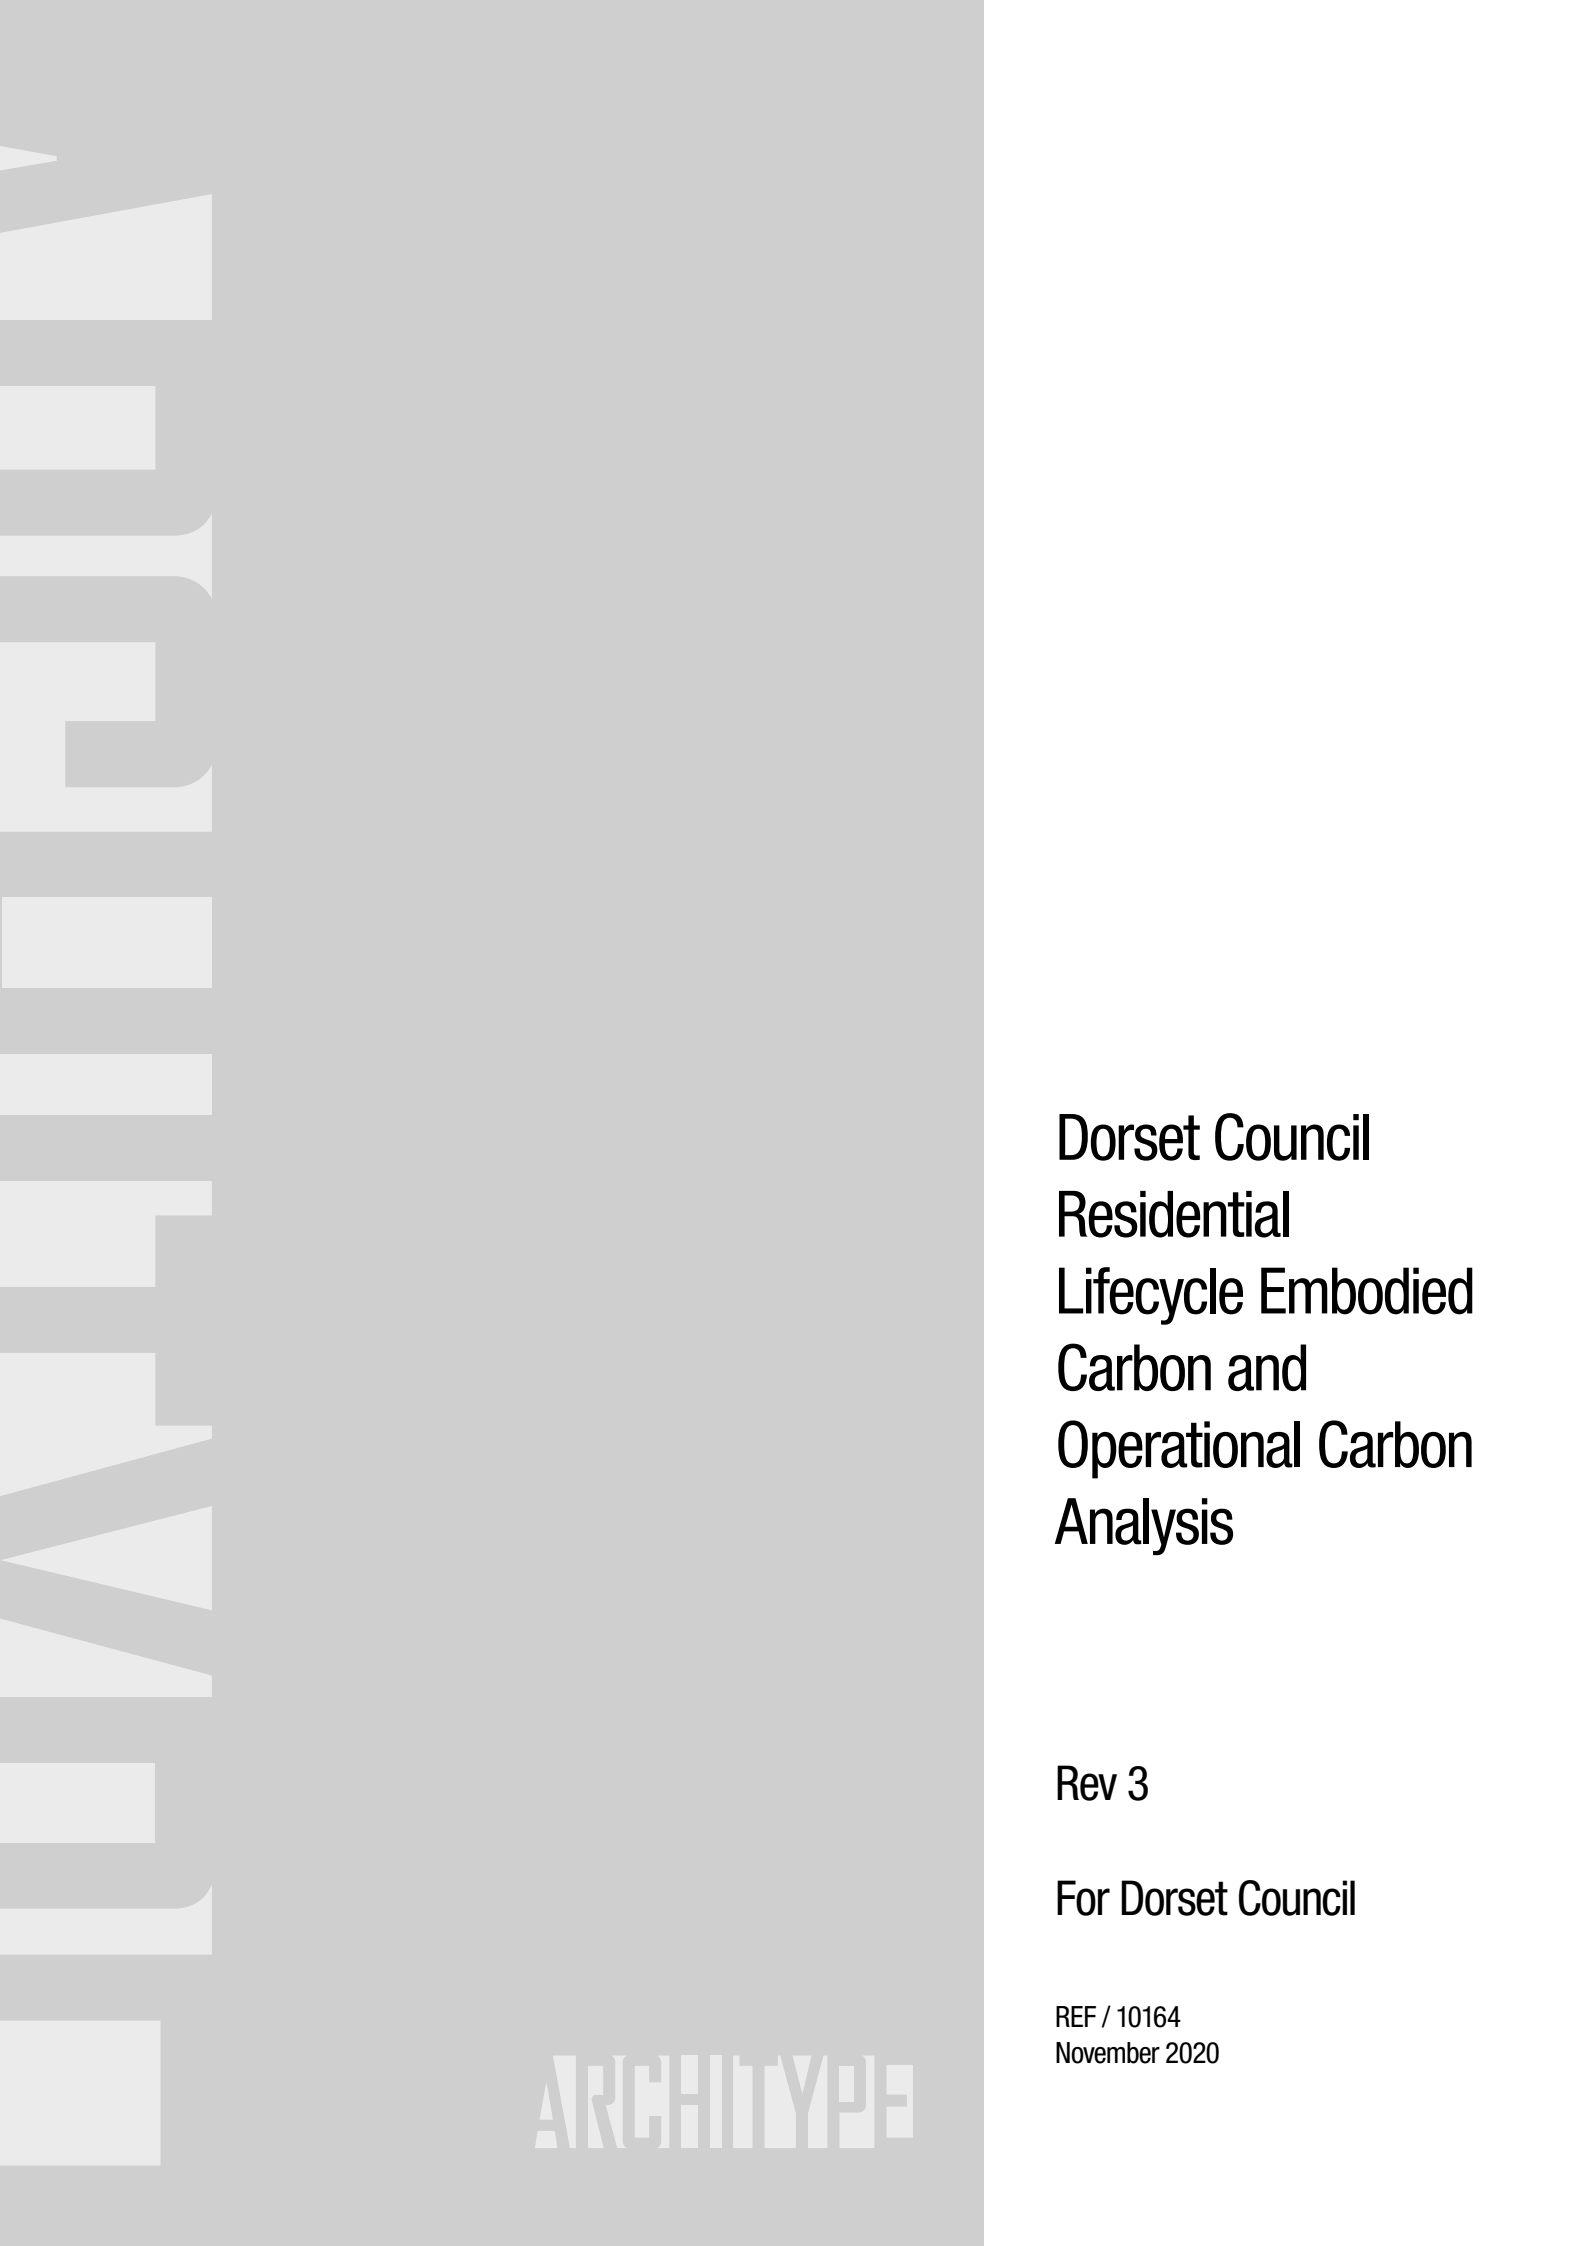 Dorset Council
Residential
Lifecycle Embodied
Carbon and
Operational Carbon
Analysis
Rev 3
For Dorset Council
REF / 10164
November 2020
ARCHITYPE